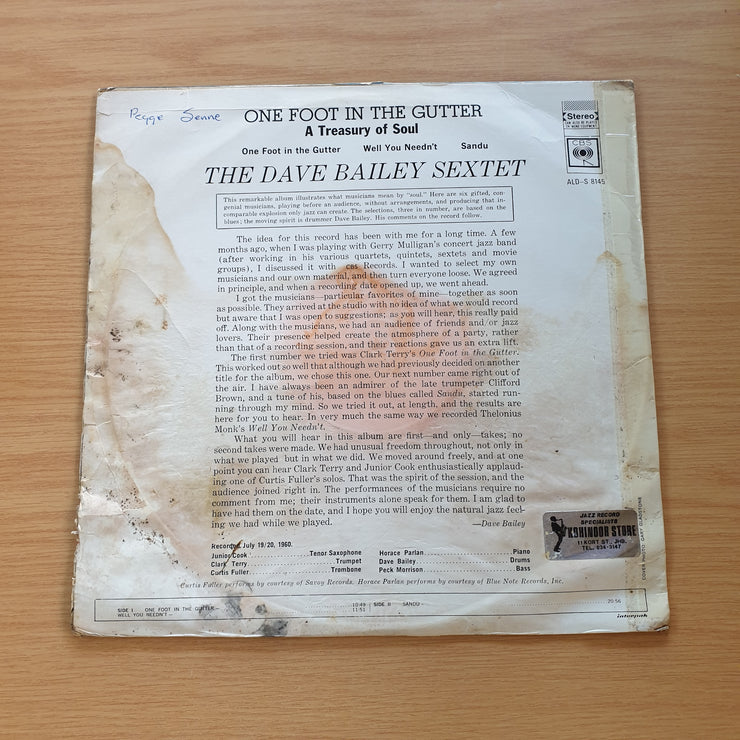 Pegge Senne
ONE FOOT IN THE GUTTER
A Treasury of Soul
One Foot in the Gutter Well You Needn't Sandu
THE DAVE BAILEY SEXTET
Stereo
CAN ALSO BE PLAYED
ON MONO EQUIPMENT
CBS
ALD-S 8145
This remarkable album illustrates what musicians mean by "soul." Here are six gifted, con-
genial musicians, playing before an audience, without arrangements, and producing that in-
comparable explosion only jazz can create. The selections, three in number, are based on the
blues; the moving spirit is drummer Dave Bailey. His comments on the record follow.
The idea for this record has been with me for a long time. A few
months ago, when I was playing with Gerry Mulligan's concert jazz band
(after working in his various quartets, quintets, sextets and movie
groups), I discussed it with CBS Records. I wanted to select my own
musicians and our own material, and then turn everyone loose. We agreed
in principle, and when a recording date opened up, we went ahead.
I got the musicians—particular favorites of mine—together as soon
as possible. They arrived at the studio with no idea of what we would record
but aware that I was open to suggestions; as you will hear, this really paid
off. Along with the musicians, we had an audience of friends and/or jazz
lovers. Their presence helped create the atmosphere of a party, rather
than that of a recording session, and their reactions gave us an extra lift.
The first number we tried was Clark Terry's One Foot in the Gutter.
This worked out so well that although we had previously decided on another
title for the album, we chose this one. Our next number came right out of
the air. I have always been an admirer of the late trumpeter Clifford
Brown, and a tune of his, based on the blues called Sandu, started run-
ning through my mind. So we tried it out, at length, and the results are
here for you to hear. In very much the same way we recorded Thelonius
Monk's Well You Needn't.
What you will hear in this album are first—and only—takes; no
second takes were made. We had unusual freedom throughout, not only in
what we played but in what we did. We moved around freely, and at one
point you can hear Clark Terry and Junior Cook enthusiastically applaud-
ing one of Curtis Fuller's solos. That was the spirit of the session, and the
audience joined right in. The performances of the musicians require no
comment from me; their instruments alone speak for them. I am glad to
have had them on the date, and I hope you will enjoy the natural jazz feel-
ing we had while we played. —Dave Bailey
Recorded July 19/20, 1960.
Junior Cook Tenor Saxophone Horace Parlan Piano
Clark Terry Trumpet Dave Bailey Drums
Curtis Fuller Trombone Peck Morrison Bass
Curtis Fuller performs by courtesy of Savoy Records. Horace Parlan performs by courtesy of Blue Note Records, Inc.
JAZZ RECORD
SPECIALISTS
KOHINOOR STORE
11 KORT ST., JHB.
TEL. 834-3147
COVER PHOTO: GARY GLADSTONE
SIDE I ONE FOOT IN THE GUTTER 10:49 SIDE II SANDU 20:56
WELL YOU NEEDN'T 11:51
interpak